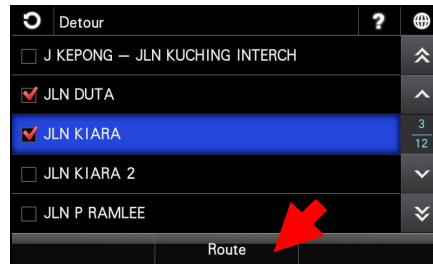 Detour ?
J KEPONG – JLN KUCHING INTERCH
JLN DUTA
JLN KIARA
3
12
JLN KIARA 2
JLN P RAMLEE
Route